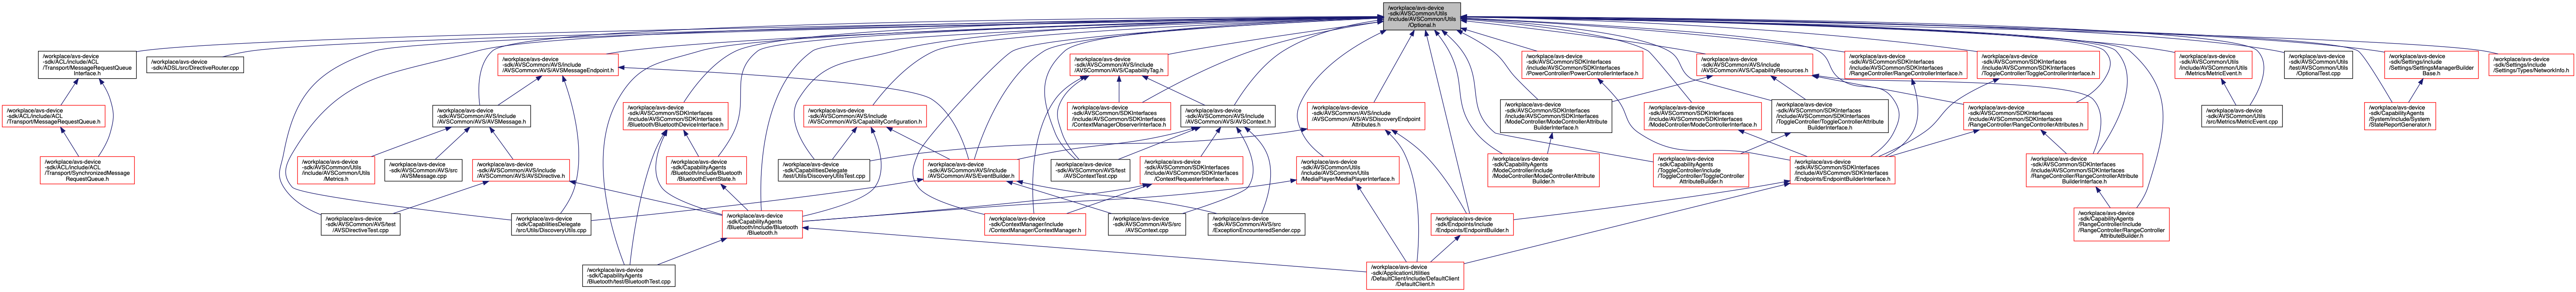 /workplace/avs-device
-sdk/AVSCommon/Utils
/include/AVSCommon/Utils
/Optional.h
/workplace/avs-device
-sdk/ACL/include/ACL
/Transport/MessageRequestQueue
Interface.h
/workplace/avs-device
-sdk/ADSL/src/DirectiveRouter.cpp
/workplace/avs-device
-sdk/AVSCommon/AVS/include
/AVSCommon/AVS/AVSMessageEndpoint.h
/workplace/avs-device
-sdk/AVSCommon/AVS/include
/AVSCommon/AVS/CapabilityTag.h
/workplace/avs-device
-sdk/AVSCommon/SDKInterfaces
/include/AVSCommon/SDKInterfaces
/PowerController/PowerControllerInterface.h
/workplace/avs-device
-sdk/AVSCommon/AVS/include
/AVSCommon/AVS/CapabilityResources.h
/workplace/avs-device
-sdk/AVSCommon/SDKInterfaces
/include/AVSCommon/SDKInterfaces
/RangeController/RangeControllerInterface.h
/workplace/avs-device
-sdk/AVSCommon/SDKInterfaces
/include/AVSCommon/SDKInterfaces
/ToggleController/ToggleControllerInterface.h
/workplace/avs-device
-sdk/AVSCommon/Utils
/include/AVSCommon/Utils
/Metrics/MetricEvent.h
/workplace/avs-device
-sdk/AVSCommon/Utils
/test/AVSCommon/Utils
/OptionalTest.cpp
/workplace/avs-device
-sdk/Settings/include
/Settings/SettingsManagerBuilder
Base.h
/workplace/avs-device
-sdk/Settings/include
/Settings/Types/NetworkInfo.h
/workplace/avs-device
-sdk/ACL/include/ACL
/Transport/MessageRequestQueue.h
/workplace/avs-device
-sdk/AVSCommon/AVS/include
/AVSCommon/AVS/AVSMessage.h
/workplace/avs-device
-sdk/AVSCommon/SDKInterfaces
/include/AVSCommon/SDKInterfaces
/Bluetooth/BluetoothDeviceInterface.h
/workplace/avs-device
-sdk/AVSCommon/AVS/include
/AVSCommon/AVS/CapabilityConfiguration.h
/workplace/avs-device
-sdk/AVSCommon/SDKInterfaces
/include/AVSCommon/SDKInterfaces
/ContextManagerObserverInterface.h
/workplace/avs-device
-sdk/AVSCommon/AVS/include
/AVSCommon/AVS/AVSContext.h
/workplace/avs-device
-sdk/AVSCommon/AVS/include
/AVSCommon/AVS/AVSDiscoveryEndpoint
Attributes.h
/workplace/avs-device
-sdk/AVSCommon/SDKInterfaces
/include/AVSCommon/SDKInterfaces
/ModeController/ModeControllerAttribute
BuilderInterface.h
/workplace/avs-device
-sdk/AVSCommon/SDKInterfaces
/include/AVSCommon/SDKInterfaces
/ModeController/ModeControllerInterface.h
/workplace/avs-device
-sdk/AVSCommon/SDKInterfaces
/include/AVSCommon/SDKInterfaces
/ToggleController/ToggleControllerAttribute
BuilderInterface.h
/workplace/avs-device
-sdk/AVSCommon/SDKInterfaces
/include/AVSCommon/SDKInterfaces
/RangeController/RangeControllerAttributes.h
/workplace/avs-device
-sdk/AVSCommon/Utils
/src/Metrics/MetricEvent.cpp
/workplace/avs-device
-sdk/CapabilityAgents
/System/include/System
/StateReportGenerator.h
/workplace/avs-device
-sdk/ACL/include/ACL
/Transport/SynchronizedMessage
RequestQueue.h
/workplace/avs-device
-sdk/AVSCommon/Utils
/include/AVSCommon/Utils
/Metrics.h
/workplace/avs-device
-sdk/AVSCommon/AVS/src
/AVSMessage.cpp
/workplace/avs-device
-sdk/AVSCommon/AVS/include
/AVSCommon/AVS/AVSDirective.h
/workplace/avs-device
-sdk/CapabilityAgents
/Bluetooth/include/Bluetooth
/BluetoothEventState.h
/workplace/avs-device
-sdk/CapabilitiesDelegate
/test/Utils/DiscoveryUtilsTest.cpp
/workplace/avs-device
-sdk/AVSCommon/AVS/include
/AVSCommon/AVS/EventBuilder.h
/workplace/avs-device
-sdk/AVSCommon/AVS/test
/AVSContextTest.cpp
/workplace/avs-device
-sdk/AVSCommon/SDKInterfaces
/include/AVSCommon/SDKInterfaces
/ContextRequesterInterface.h
/workplace/avs-device
-sdk/AVSCommon/Utils
/include/AVSCommon/Utils
/MediaPlayer/MediaPlayerInterface.h
/workplace/avs-device
-sdk/CapabilityAgents
/ModeController/include
/ModeController/ModeControllerAttribute
Builder.h
/workplace/avs-device
-sdk/CapabilityAgents
/ToggleController/include
/ToggleController/ToggleController
AttributeBuilder.h
/workplace/avs-device
-sdk/AVSCommon/SDKInterfaces
/include/AVSCommon/SDKInterfaces
/Endpoints/EndpointBuilderInterface.h
/workplace/avs-device
-sdk/AVSCommon/SDKInterfaces
/include/AVSCommon/SDKInterfaces
/RangeController/RangeControllerAttribute
BuilderInterface.h
/workplace/avs-device
-sdk/AVSCommon/AVS/test
/AVSDirectiveTest.cpp
/workplace/avs-device
-sdk/CapabilitiesDelegate
/src/Utils/DiscoveryUtils.cpp
/workplace/avs-device
-sdk/CapabilityAgents
/Bluetooth/include/Bluetooth
/Bluetooth.h
/workplace/avs-device
-sdk/ContextManager/include
/ContextManager/ContextManager.h
/workplace/avs-device
-sdk/AVSCommon/AVS/src
/AVSContext.cpp
/workplace/avs-device
-sdk/AVSCommon/AVS/src
/ExceptionEncounteredSender.cpp
/workplace/avs-device
-sdk/Endpoints/include
/Endpoints/EndpointBuilder.h
/workplace/avs-device
-sdk/CapabilityAgents
/RangeController/include
/RangeController/RangeController
AttributeBuilder.h
/workplace/avs-device
-sdk/CapabilityAgents
/Bluetooth/test/BluetoothTest.cpp
/workplace/avs-device
-sdk/ApplicationUtilities
/DefaultClient/include/DefaultClient
/DefaultClient.h